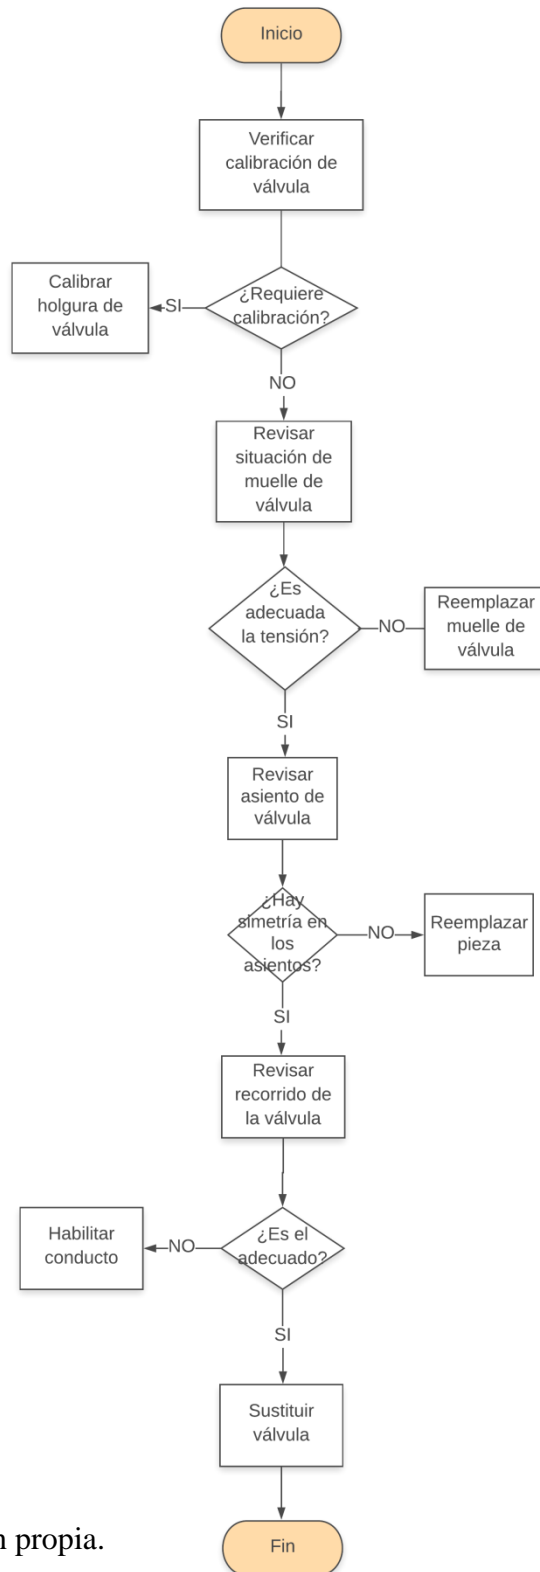 Inicio
Verificar
calibración de
válvula
Calibrar
holgura de
válvula
SI
¿Requiere
calibración?
NO
Revisar
situación de
muelle de
válvula
¿Es
adecuada
la tensión?
NO
Reemplazar
muelle de
válvula
SI
Revisar
asiento de
válvula
¿Hay
simetría en
los
asientos?
NO
Reemplazar
pieza
SI
Revisar
recorrido de
la válvula
Habilitar
conducto
NO
¿Es el
adecuado?
SI
Sustituir
válvula
propia.
Fin